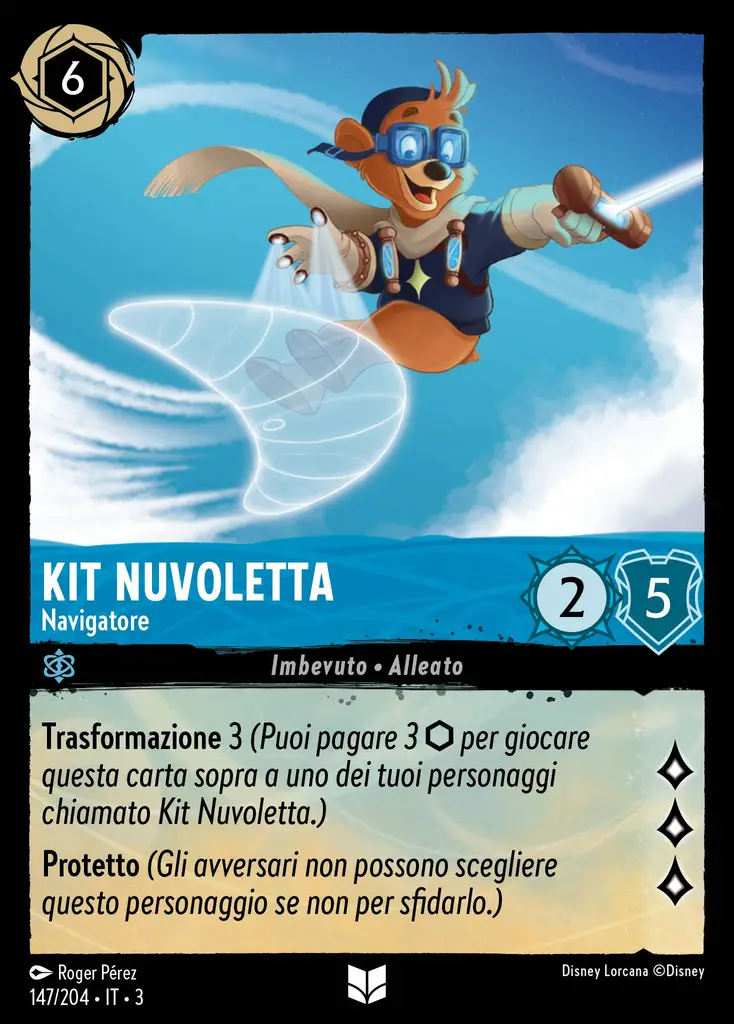 6
KIT NUVOLETTA
Navigatore
2
5
Imbevuto • Alleato
Trasformazione 3 (Puoi pagare 3 per giocare
questa carta sopra a uno dei tuoi personaggi
chiamato Kit Nuvoletta.)
Protetto (Gli avversari non possono scegliere
questo personaggio se non per sfidarlo.)
Roger Pérez
Disney Lorcana ©Disney
147/204 • IT • 3